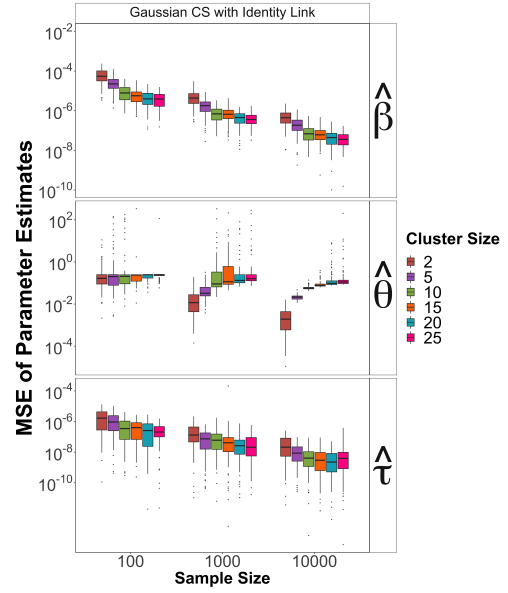 Gaussian CS with Identity Link
MSE of Parameter Estimates
10^-2
10^-4
10^-6
10^-8
10^-10
β̂
10^2
10^0
10^-2
10^-4
θ̂
10^-4
10^-6
10^-8
10^-10
τ̂
100 1000 10000
Sample Size
Cluster Size
2
5
10
15
20
25